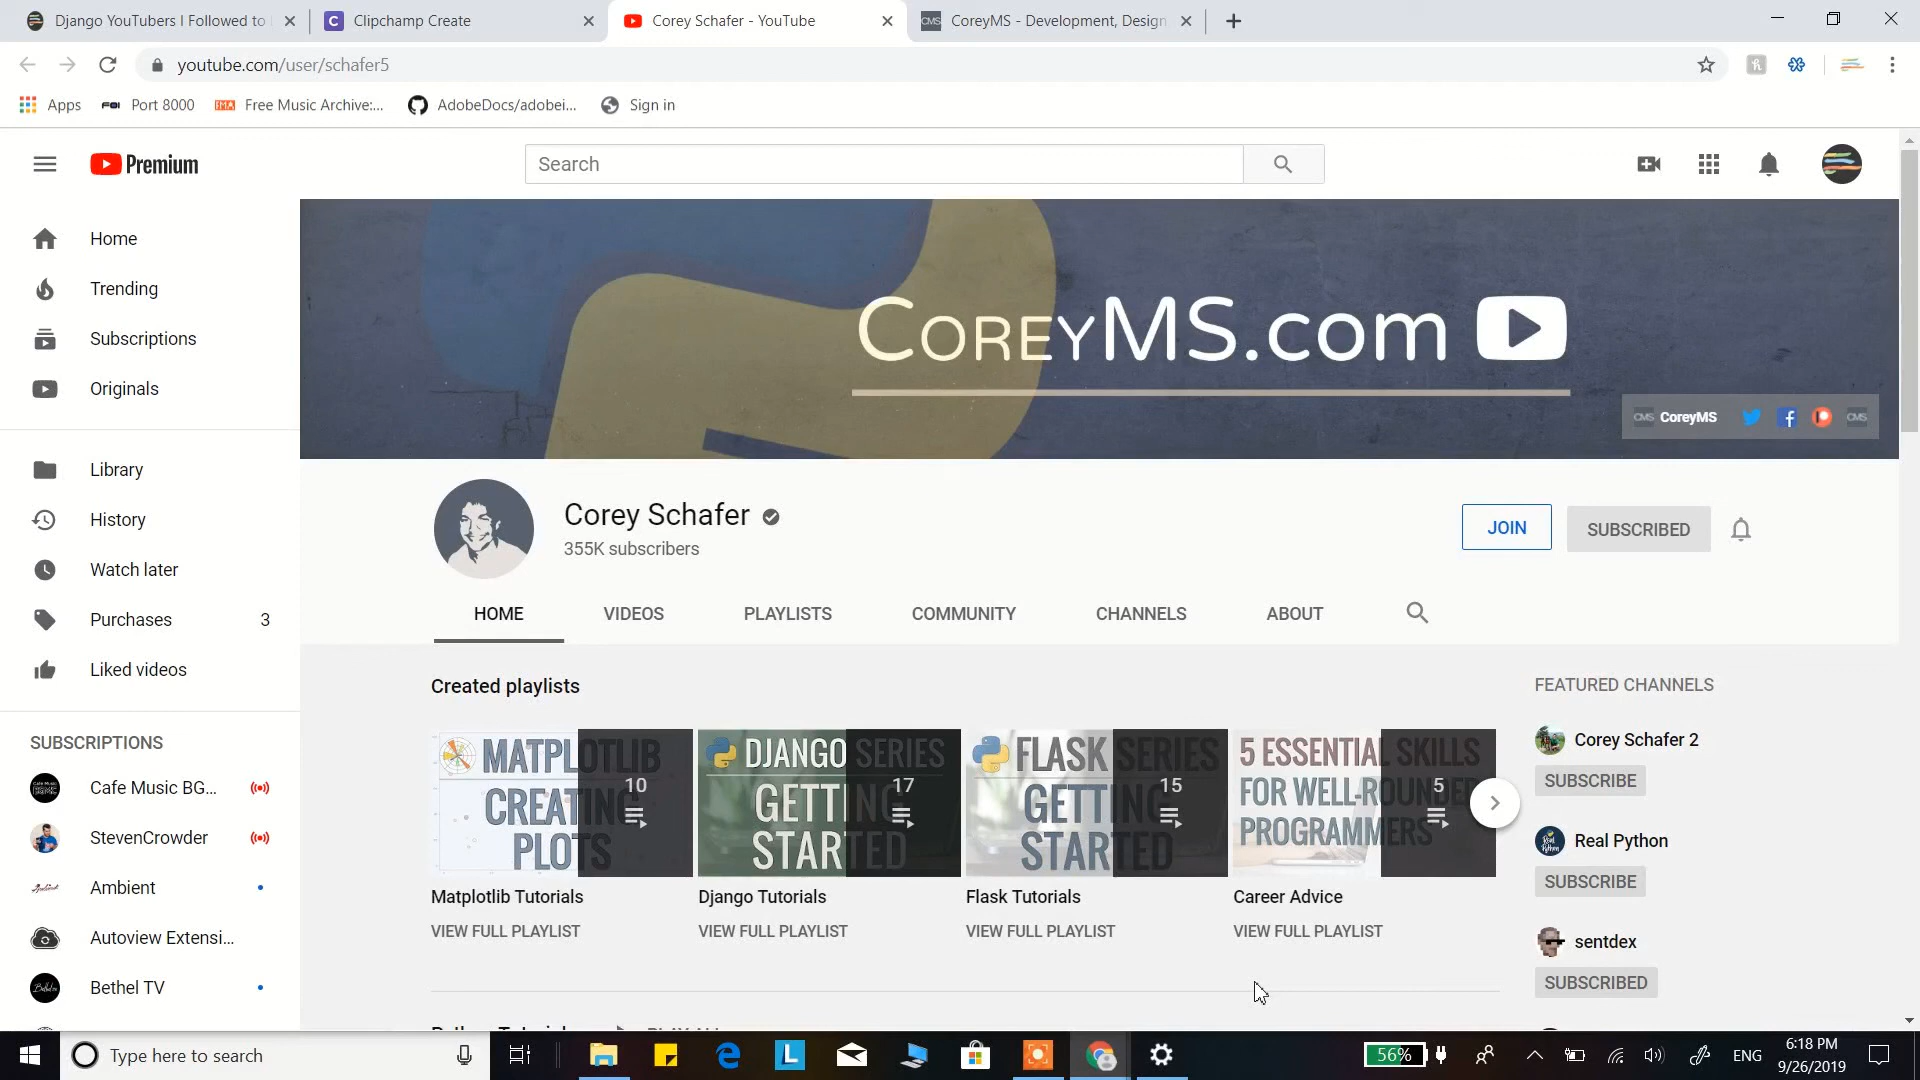 Django YouTubers I Followed to
Clipchamp Create
Corey Schafer - YouTube
CMS
CoreyMS - Development, Design
youtube.com/user/schafer5
Apps
Port 8000
Free Music Archive:...
AdobeDocs/adobei...
Sign in
Premium
Search
Home
Trending
Subscriptions
Originals
Library
History
Watch later
Purchases 3
Liked videos
SUBSCRIPTIONS
Cafe Music BG...
StevenCrowder
Ambient
Autoview Extensi...
Bethel TV
CoreyMS.com
CMS CoreyMS CMS
Corey Schafer
355K subscribers
JOIN
SUBSCRIBED
HOME
VIDEOS
PLAYLISTS
COMMUNITY
CHANNELS
ABOUT
Created playlists
MATPLOTLIB
CREATING
PLOTS
10
Matplotlib Tutorials
VIEW FULL PLAYLIST
DJANGO SERIES
GETTING
STARTED
17
Django Tutorials
VIEW FULL PLAYLIST
FLASK SERIES
GETTING
STARTED
15
Flask Tutorials
VIEW FULL PLAYLIST
5 ESSENTIAL SKILLS
FOR WELL-ROUNDED
PROGRAMMERS
5
Career Advice
VIEW FULL PLAYLIST
FEATURED CHANNELS
Corey Schafer 2
SUBSCRIBE
Real Python
SUBSCRIBE
sentdex
SUBSCRIBED
Type here to search
56%
ENG
6:18 PM
9/26/2019